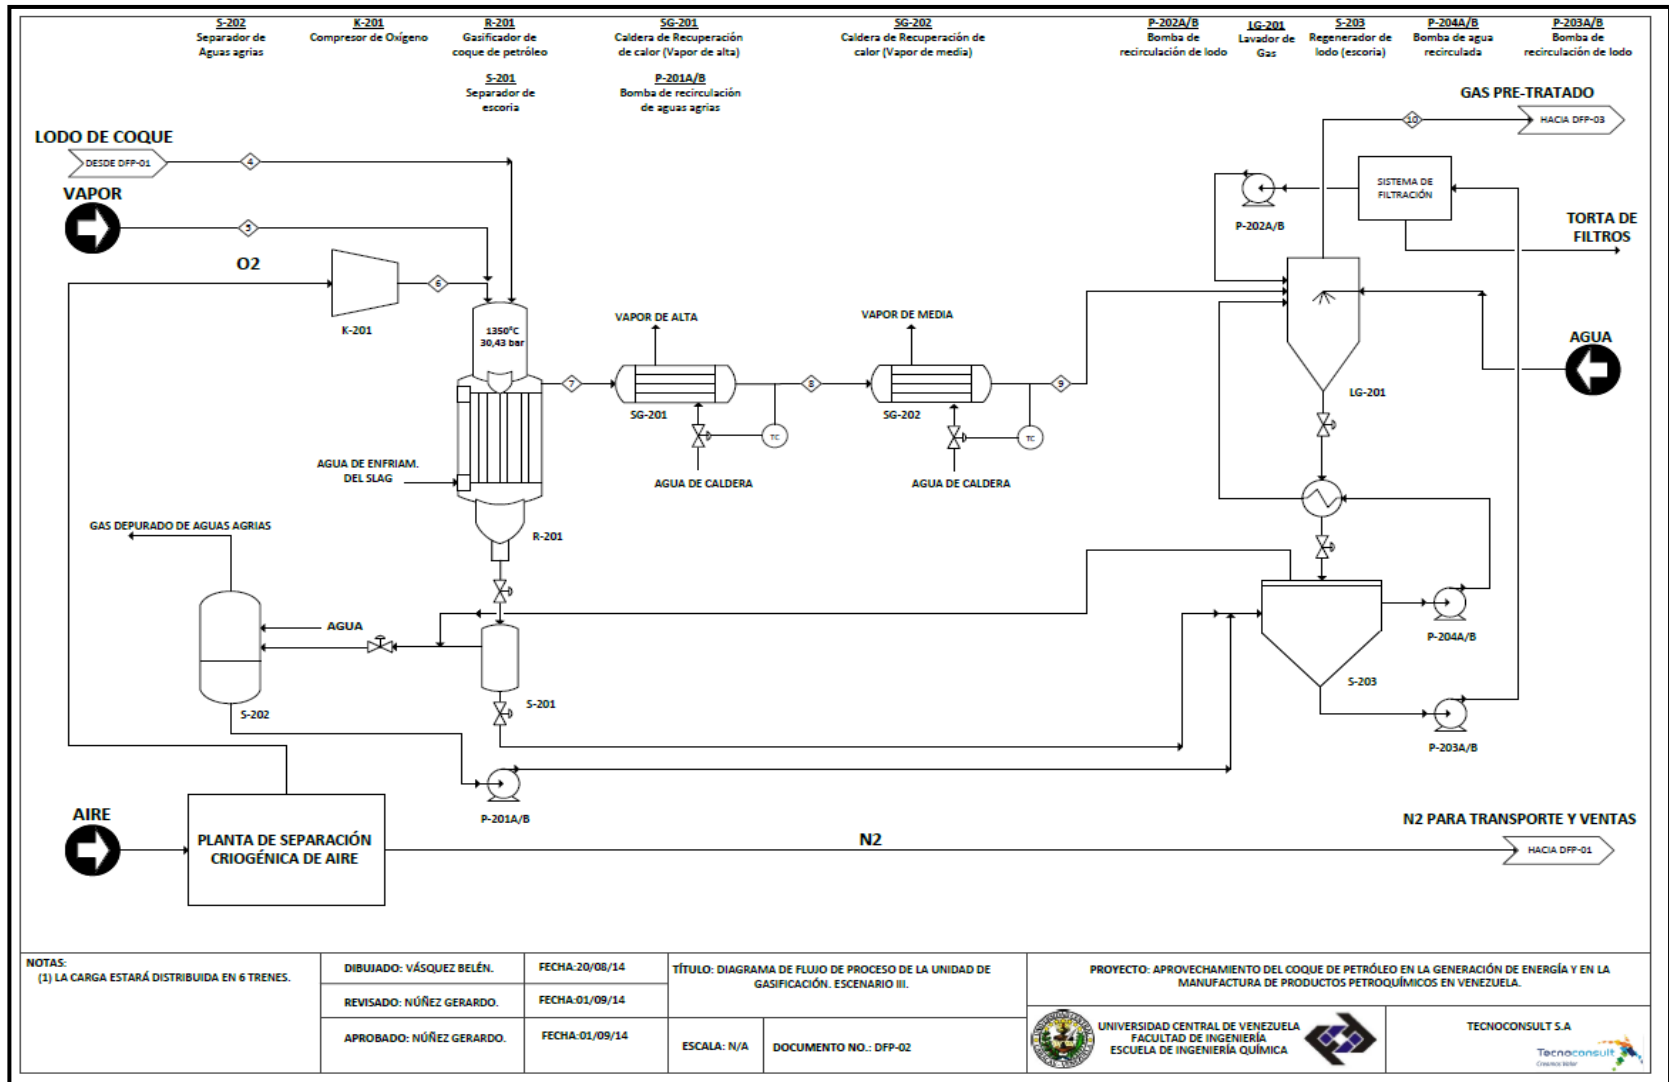 S-202
Separador de
Aguas agrias
K-201
Compresor de Oxígeno
R-201
Gasificador de
coque de petróleo
S-201
Separador de
escoria
SG-201
Caldera de Recuperación
de calor (Vapor de alta)
P-201A/B
Bomba de recirculación
de aguas agrias
SG-202
Caldera de Recuperación de
calor (Vapor de media)
P-202A/B
Bomba de
recirculación de lodo
LG-201
Lavador de
Gas
S-203
Regenerador de
lodo (escoria)
P-204A/B
Bomba de agua
recirculada
P-203A/B
Bomba de
recirculación de lodo
GAS PRE-TRATADO
10
HACIA DFP-03
LODO DE COQUE
DESDE DFP-01
4
VAPOR
5
O2
6
K-201
1350°C
30,43 bar
7
VAPOR DE ALTA
SG-201
TC
AGUA DE CALDERA
8
VAPOR DE MEDIA
SG-202
TC
AGUA DE CALDERA
9
P-202A/B
SISTEMA DE
FILTRACIÓN
TORTA DE
FILTROS
AGUA
LG-201
AGUA DE ENFRIAM.
DEL SLAG
R-201
GAS DEPURADO DE AGUAS AGRIAS
AGUA
S-202
S-201
P-204A/B
S-203
P-203A/B
P-201A/B
AIRE
PLANTA DE SEPARACIÓN
CRIOGÉNICA DE AIRE
N2
N2 PARA TRANSPORTE Y VENTAS
HACIA DFP-01
NOTAS:
(1) LA CARGA ESTARÁ DISTRIBUIDA EN 6 TRENES.
DIBUJADO: VÁSQUEZ BELÉN.
FECHA:20/08/14
REVISADO: NÚÑEZ GERARDO.
FECHA:01/09/14
APROBADO: NÚÑEZ GERARDO.
FECHA:01/09/14
TÍTULO: DIAGRAMA DE FLUJO DE PROCESO DE LA UNIDAD DE
GASIFICACIÓN. ESCENARIO III.
ESCALA: N/A
DOCUMENTO NO.: DFP-02
PROYECTO: APROVECHAMIENTO DEL COQUE DE PETRÓLEO EN LA GENERACIÓN DE ENERGÍA Y EN LA
MANUFACTURA DE PRODUCTOS PETROQUÍMICOS EN VENEZUELA.
UNIVERSIDAD CENTRAL DE VENEZUELA
FACULTAD DE INGENIERÍA
ESCUELA DE INGENIERÍA QUÍMICA
TECNOCONSULT S.A
Tecnoconsult